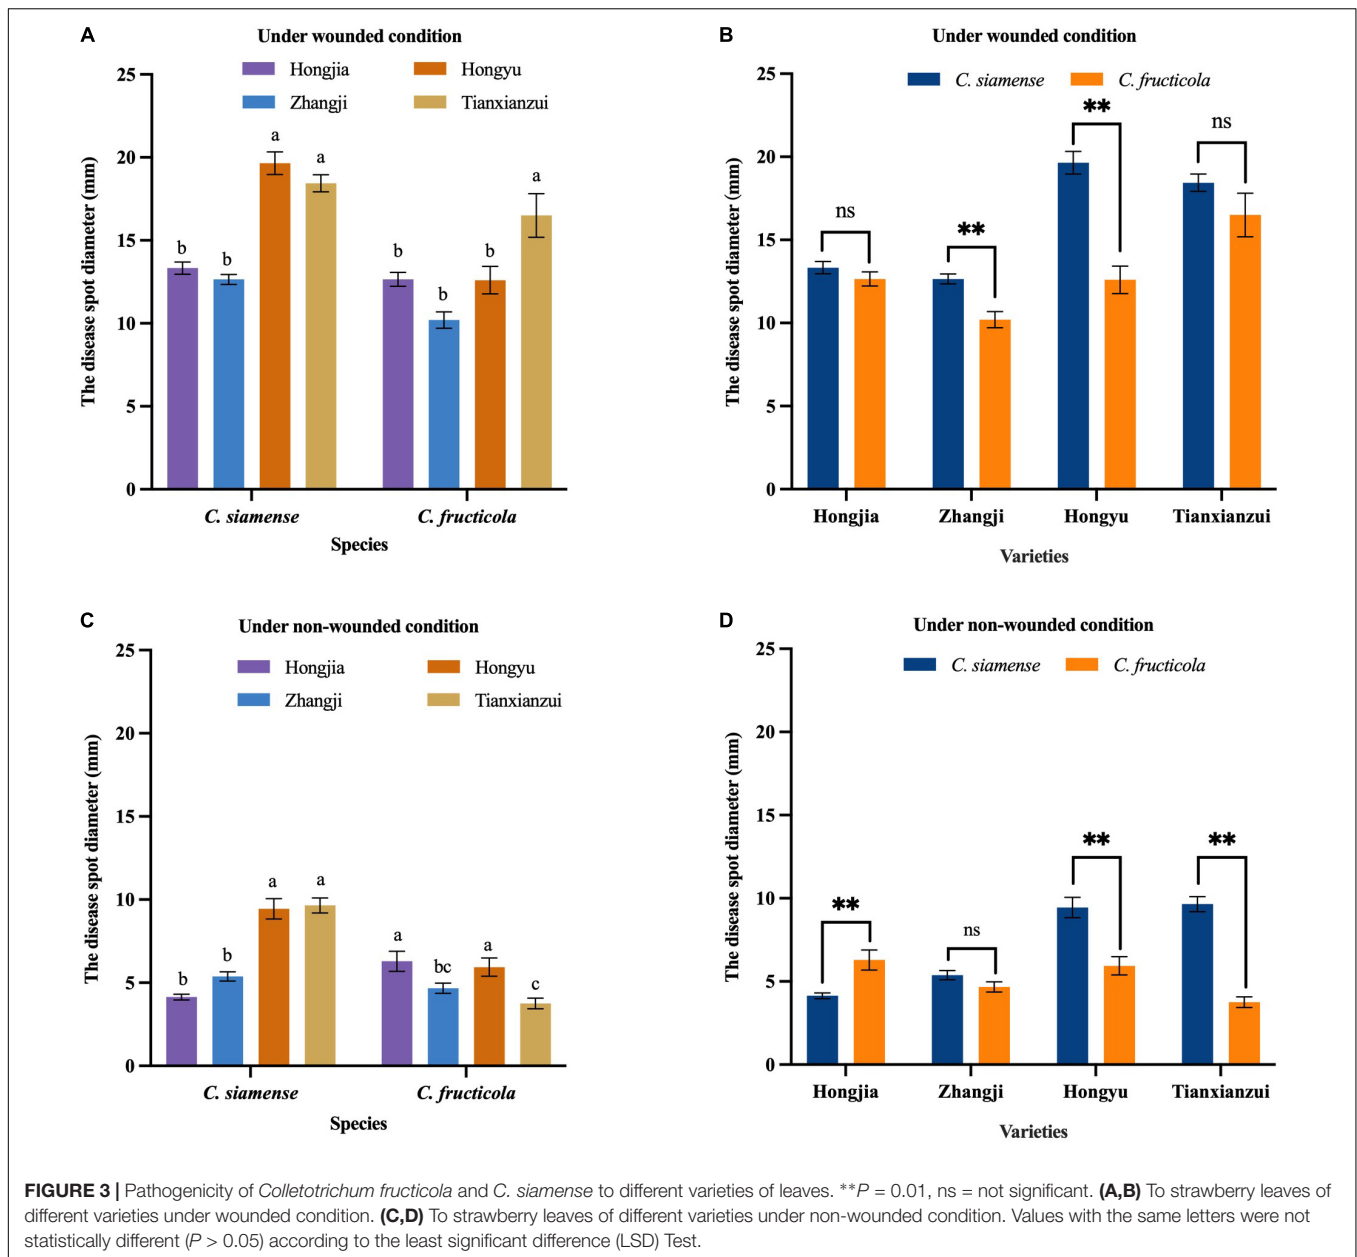 A
Under wounded condition
Hongjia
Hongyu
Zhangji
Tianxianzui
The disease spot diameter (mm)
25
20
15
10
5
0
b
b
a
a
b
b
b
a
C. siamense
C. fructicola
Species
B
Under wounded condition
C. siamense
C. fructicola
The disease spot diameter (mm)
25
20
15
10
5
0
ns
**
**
ns
Hongjia
Zhangji
Hongyu
Tianxianzui
Varieties
C
Under non-wounded condition
Hongjia
Hongyu
Zhangji
Tianxianzui
The disease spot diameter (mm)
25
20
15
10
5
0
b
b
a
a
a
bc
a
c
C. siamense
C. fructicola
Species
D
Under non-wounded condition
C. siamense
C. fructicola
The disease spot diameter (mm)
25
20
15
10
5
0
**
ns
**
**
Hongjia
Zhangji
Hongyu
Tianxianzui
Varieties
FIGURE 3 | Pathogenicity of Colletotrichum fructicola and C. siamense to different varieties of leaves. **P = 0.01, ns = not significant. (A,B) To strawberry leaves of
different varieties under wounded condition. (C,D) To strawberry leaves of different varieties under non-wounded condition. Values with the same letters were not
statistically different (P > 0.05) according to the least significant difference (LSD) Test.